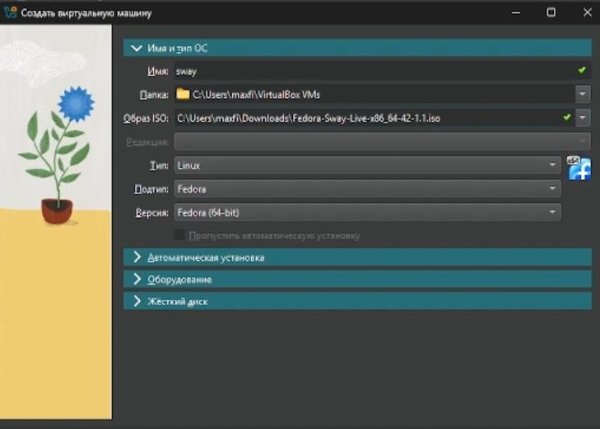 Создать виртуальную машину
Имя и тип ОС
Имя: sway
Папка: C:\Users\maxfi\VirtualBox VMs
Образ ISO: C:\Users\maxfi\Downloads\Fedora-Sway-Live-x86_64-42-1.1.iso
Редакция:
Тип: Linux
x64
Подтип: Fedora
Версия: Fedora (64-bit)
Пропустить автоматическую установку
Автоматическая установка
Оборудование
Жёсткий диск